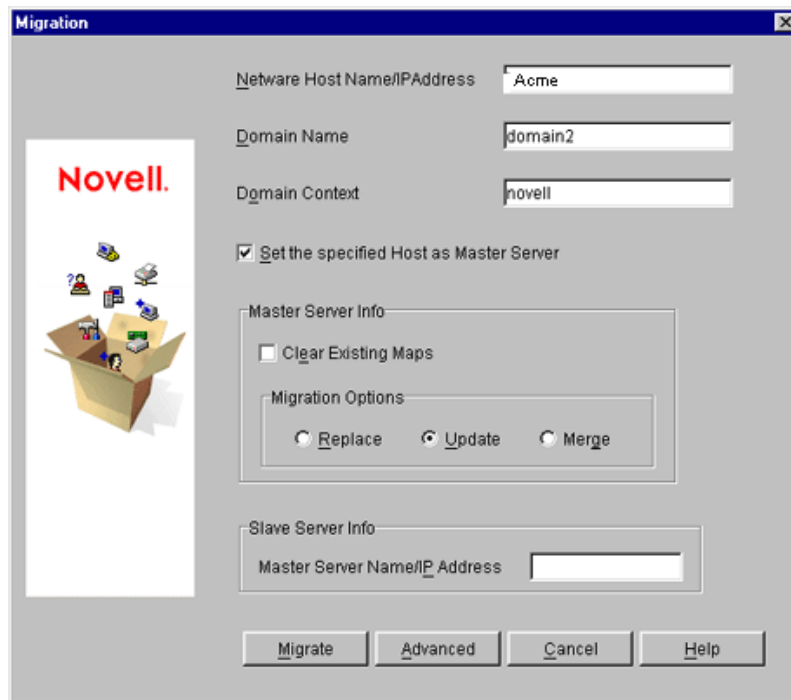 Migration
Netware Host Name/IPAddress Acme
Domain Name domain2
Domain Context novell
Novell.
Set the specified Host as Master Server
Master Server Info
Clear Existing Maps
Migration Options
Replace Update Merge
Slave Server Info
Master Server Name/IP Address
Migrate Advanced Cancel Help